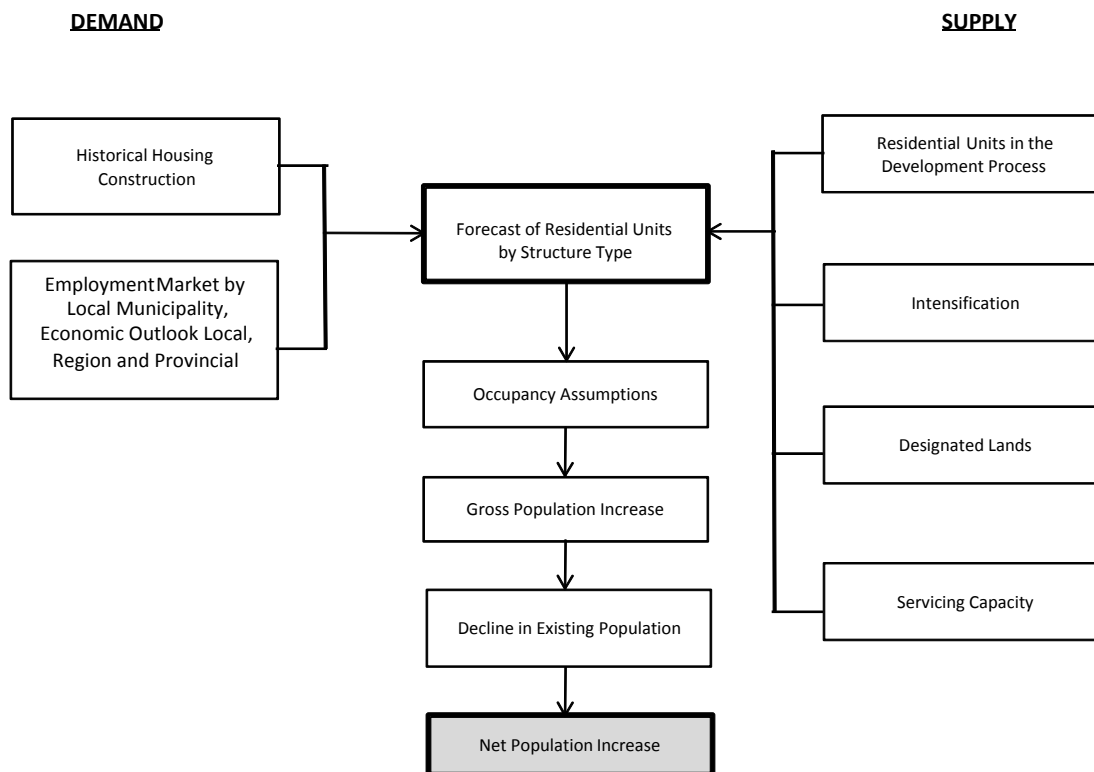 DEMAND
SUPPLY
Historical Housing
Construction
Employment Market by
Local Municipality,
Economic Outlook Local,
Region and Provincial
Forecast of Residential Units
by Structure Type
Occupancy Assumptions
Gross Population Increase
Decline in Existing Population
Net Population Increase
Residential Units in the
Development Process
Intensification
Designated Lands
Servicing Capacity